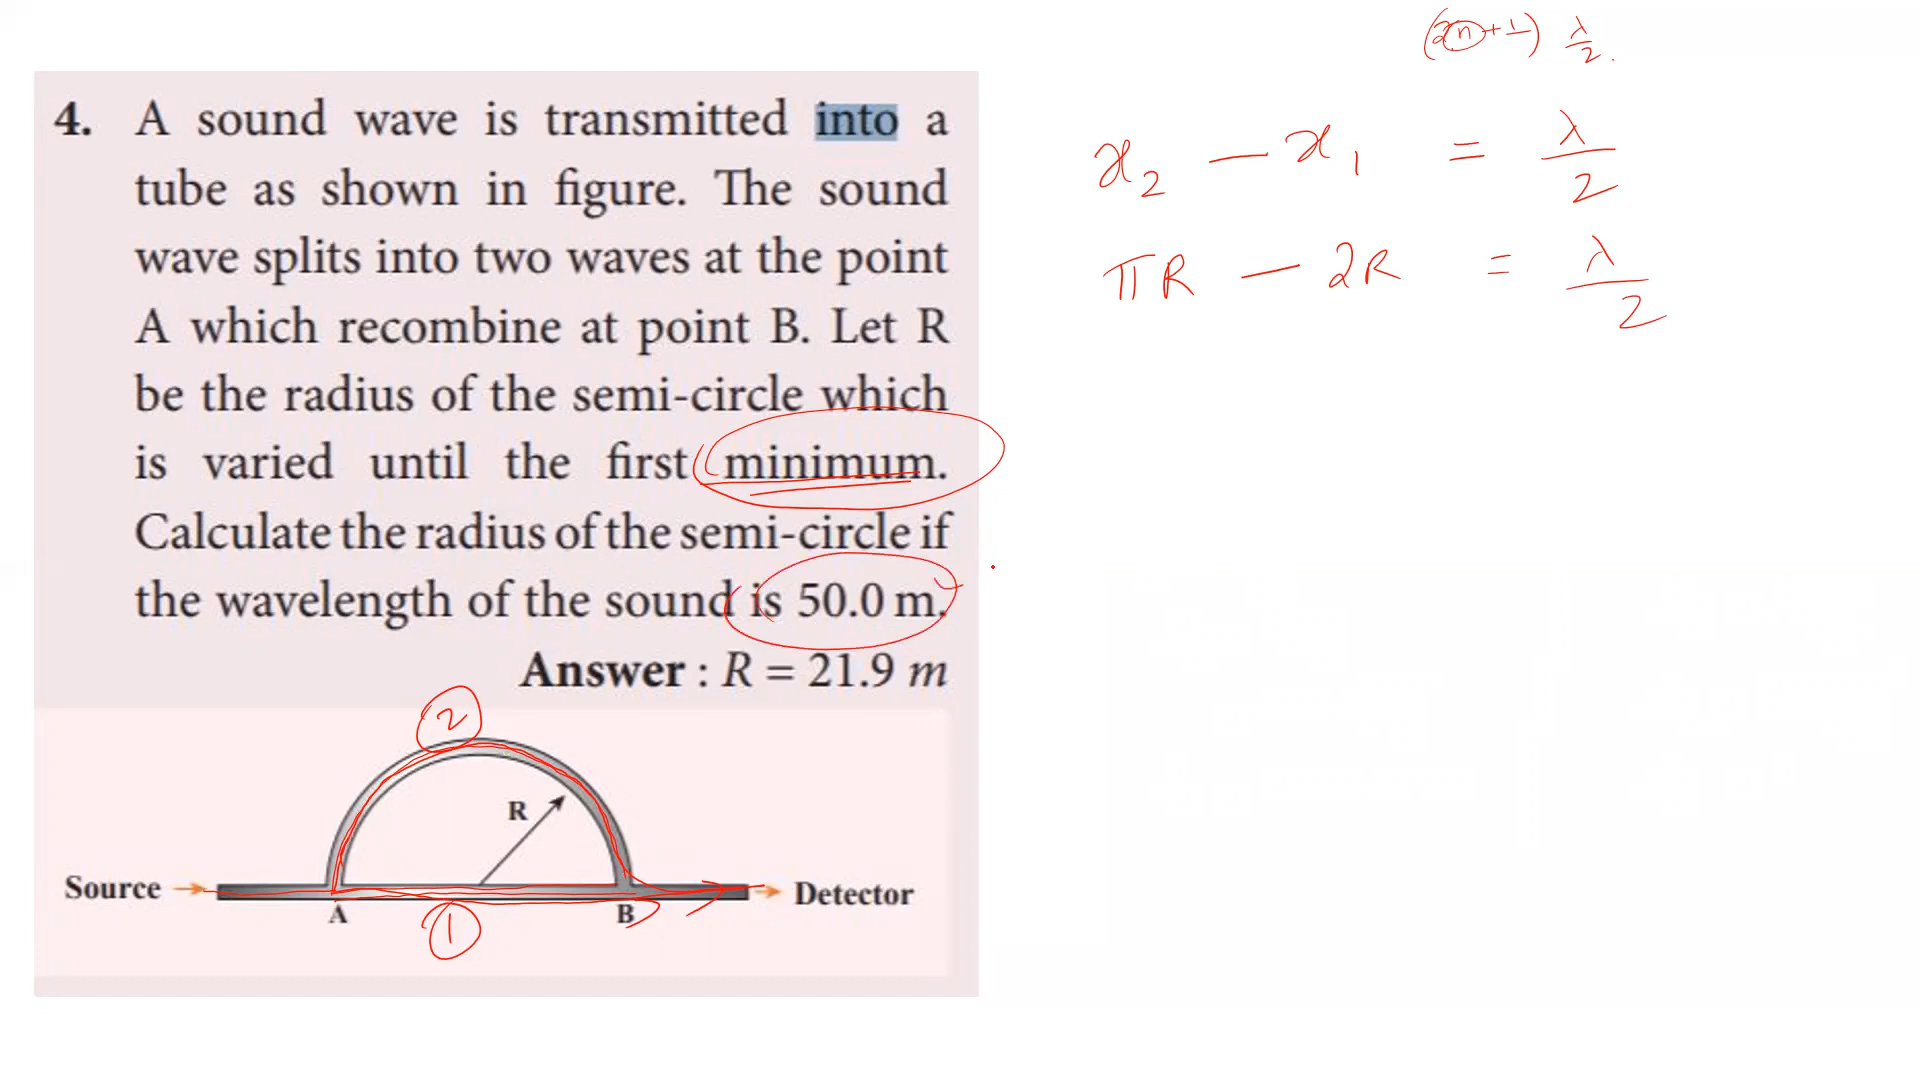 4. A sound wave is transmitted into a
tube as shown in figure. The sound
wave splits into two waves at the point
A which recombine at point B. Let R
be the radius of the semi-circle which
is varied until the first minimum.
Calculate the radius of the semi-circle if
the wavelength of the sound is 50.0 m.
Answer : R = 21.9 m
2
R
Source
Detector
A
B
1
(2n+1) λ/2.
x₂ — x₁ = λ/2
πR — 2R = λ/2